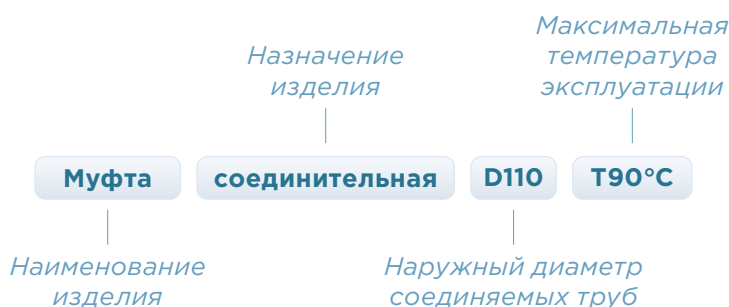 Максимальная
температура
эксплуатации
Назначение
изделия
Муфта соединительная D110 T90°C
Наименование
изделия
Наружный диаметр
соединяемых труб